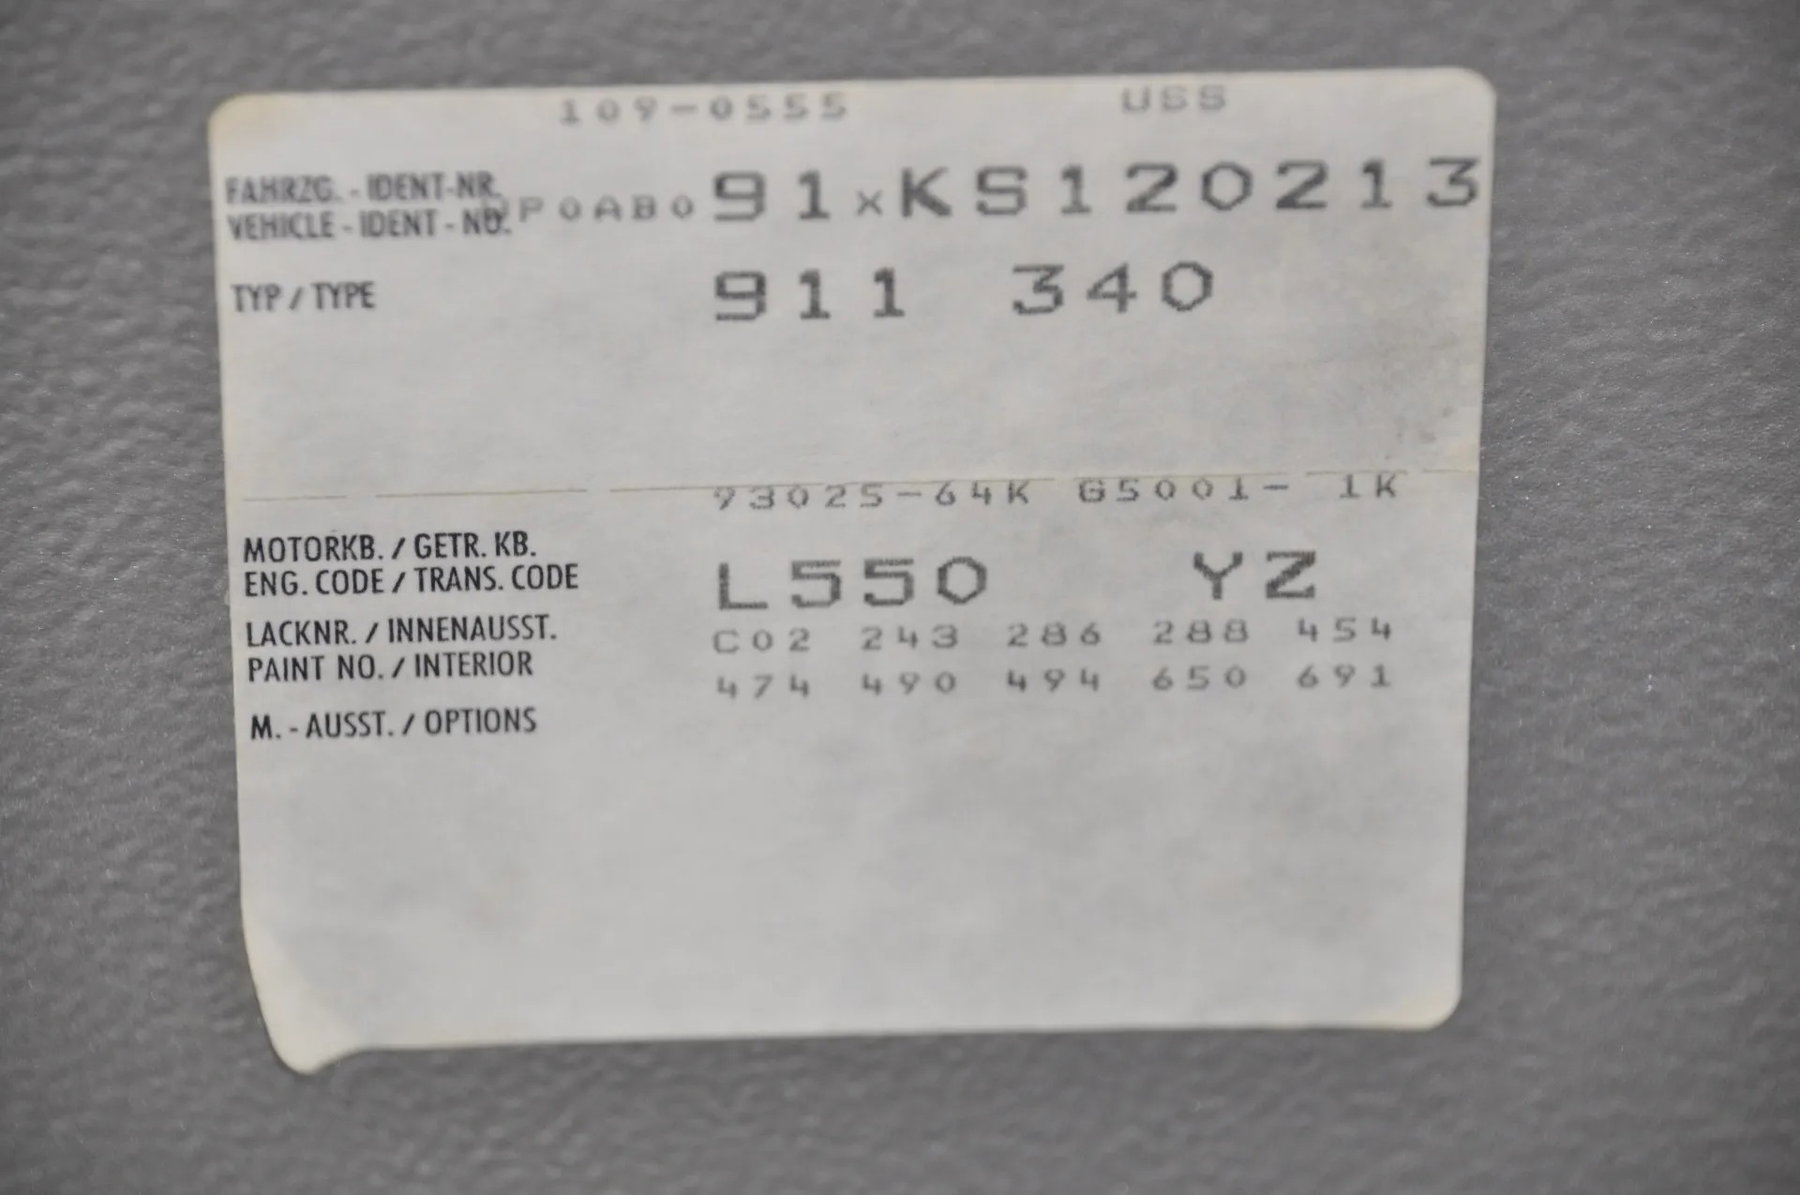 109-0555 USS
FAHRZG. - IDENT-NR.
VEHICLE - IDENT - NO. WP0AB091xKS120213
TYP / TYPE 911 340
93025-64K G5001- 1K
MOTORKB. / GETR. KB.
ENG. CODE / TRANS. CODE L550 YZ
LACKNR. / INNENAUSST. C02 243 286 288 454
PAINT NO. / INTERIOR 474 490 494 650 691
M. - AUSST. / OPTIONS